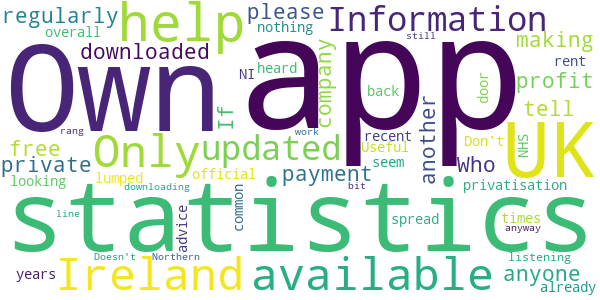 regularly help please Information
overall nothing making
downloaded NI heard If company still app UK
Own back door rent profit
rang Only updated recent another tell
free work Useful Don't NHS
private payment seem Who
looking lumped official privatisation
statistics downloading bit common spread times
advice line Doesn't Northern anyway
years Ireland available listening anyone
already